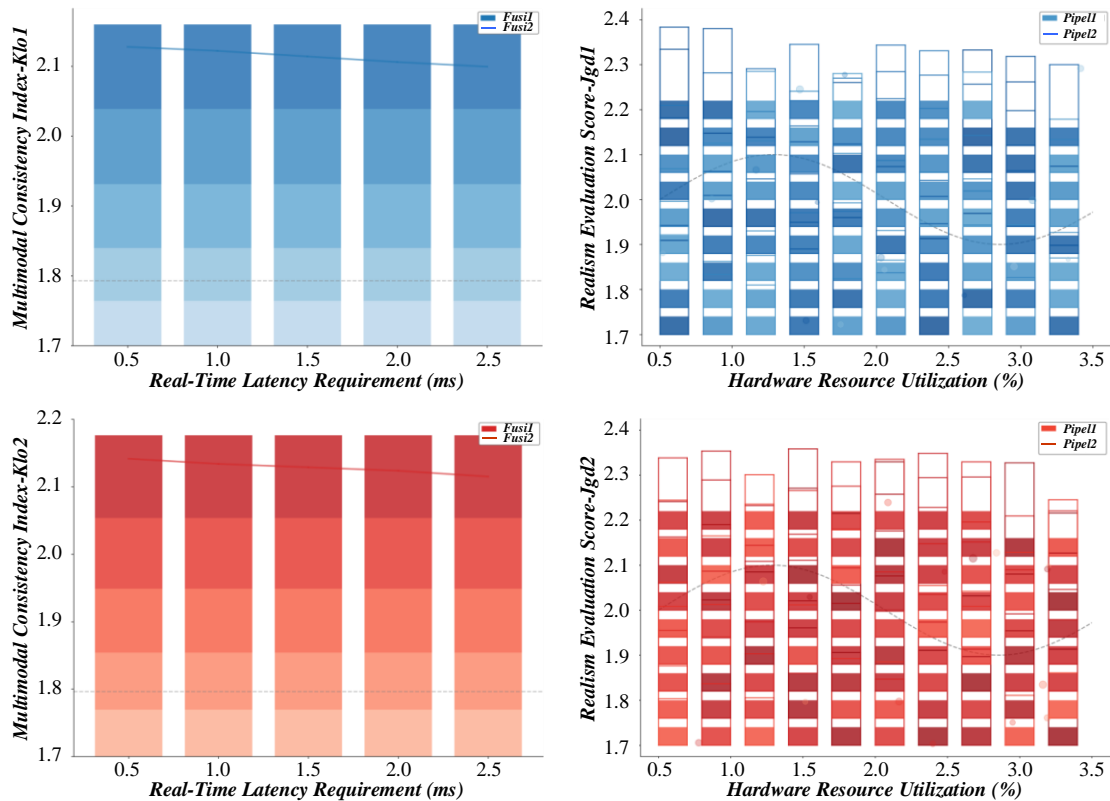 Multimodal Consistency Index-Klo1
2.1
2.0
1.9
1.8
1.7
0.5 1.0 1.5 2.0 2.5
Real-Time Latency Requirement (ms)
Fusi1
Fusi2
Realism Evaluation Score-Jgd1
2.4
2.3
2.2
2.1
2.0
1.9
1.8
1.7
0.5 1.0 1.5 2.0 2.5 3.0 3.5
Hardware Resource Utilization (%)
Pipel1
Pipel2
Multimodal Consistency Index-Klo2
2.2
2.1
2.0
1.9
1.8
1.7
0.5 1.0 1.5 2.0 2.5
Real-Time Latency Requirement (ms)
Fusi1
Fusi2
Realism Evaluation Score-Jgd2
2.4
2.3
2.2
2.1
2.0
1.9
1.8
1.7
0.5 1.0 1.5 2.0 2.5 3.0 3.5
Hardware Resource Utilization (%)
Pipel1
Pipel2